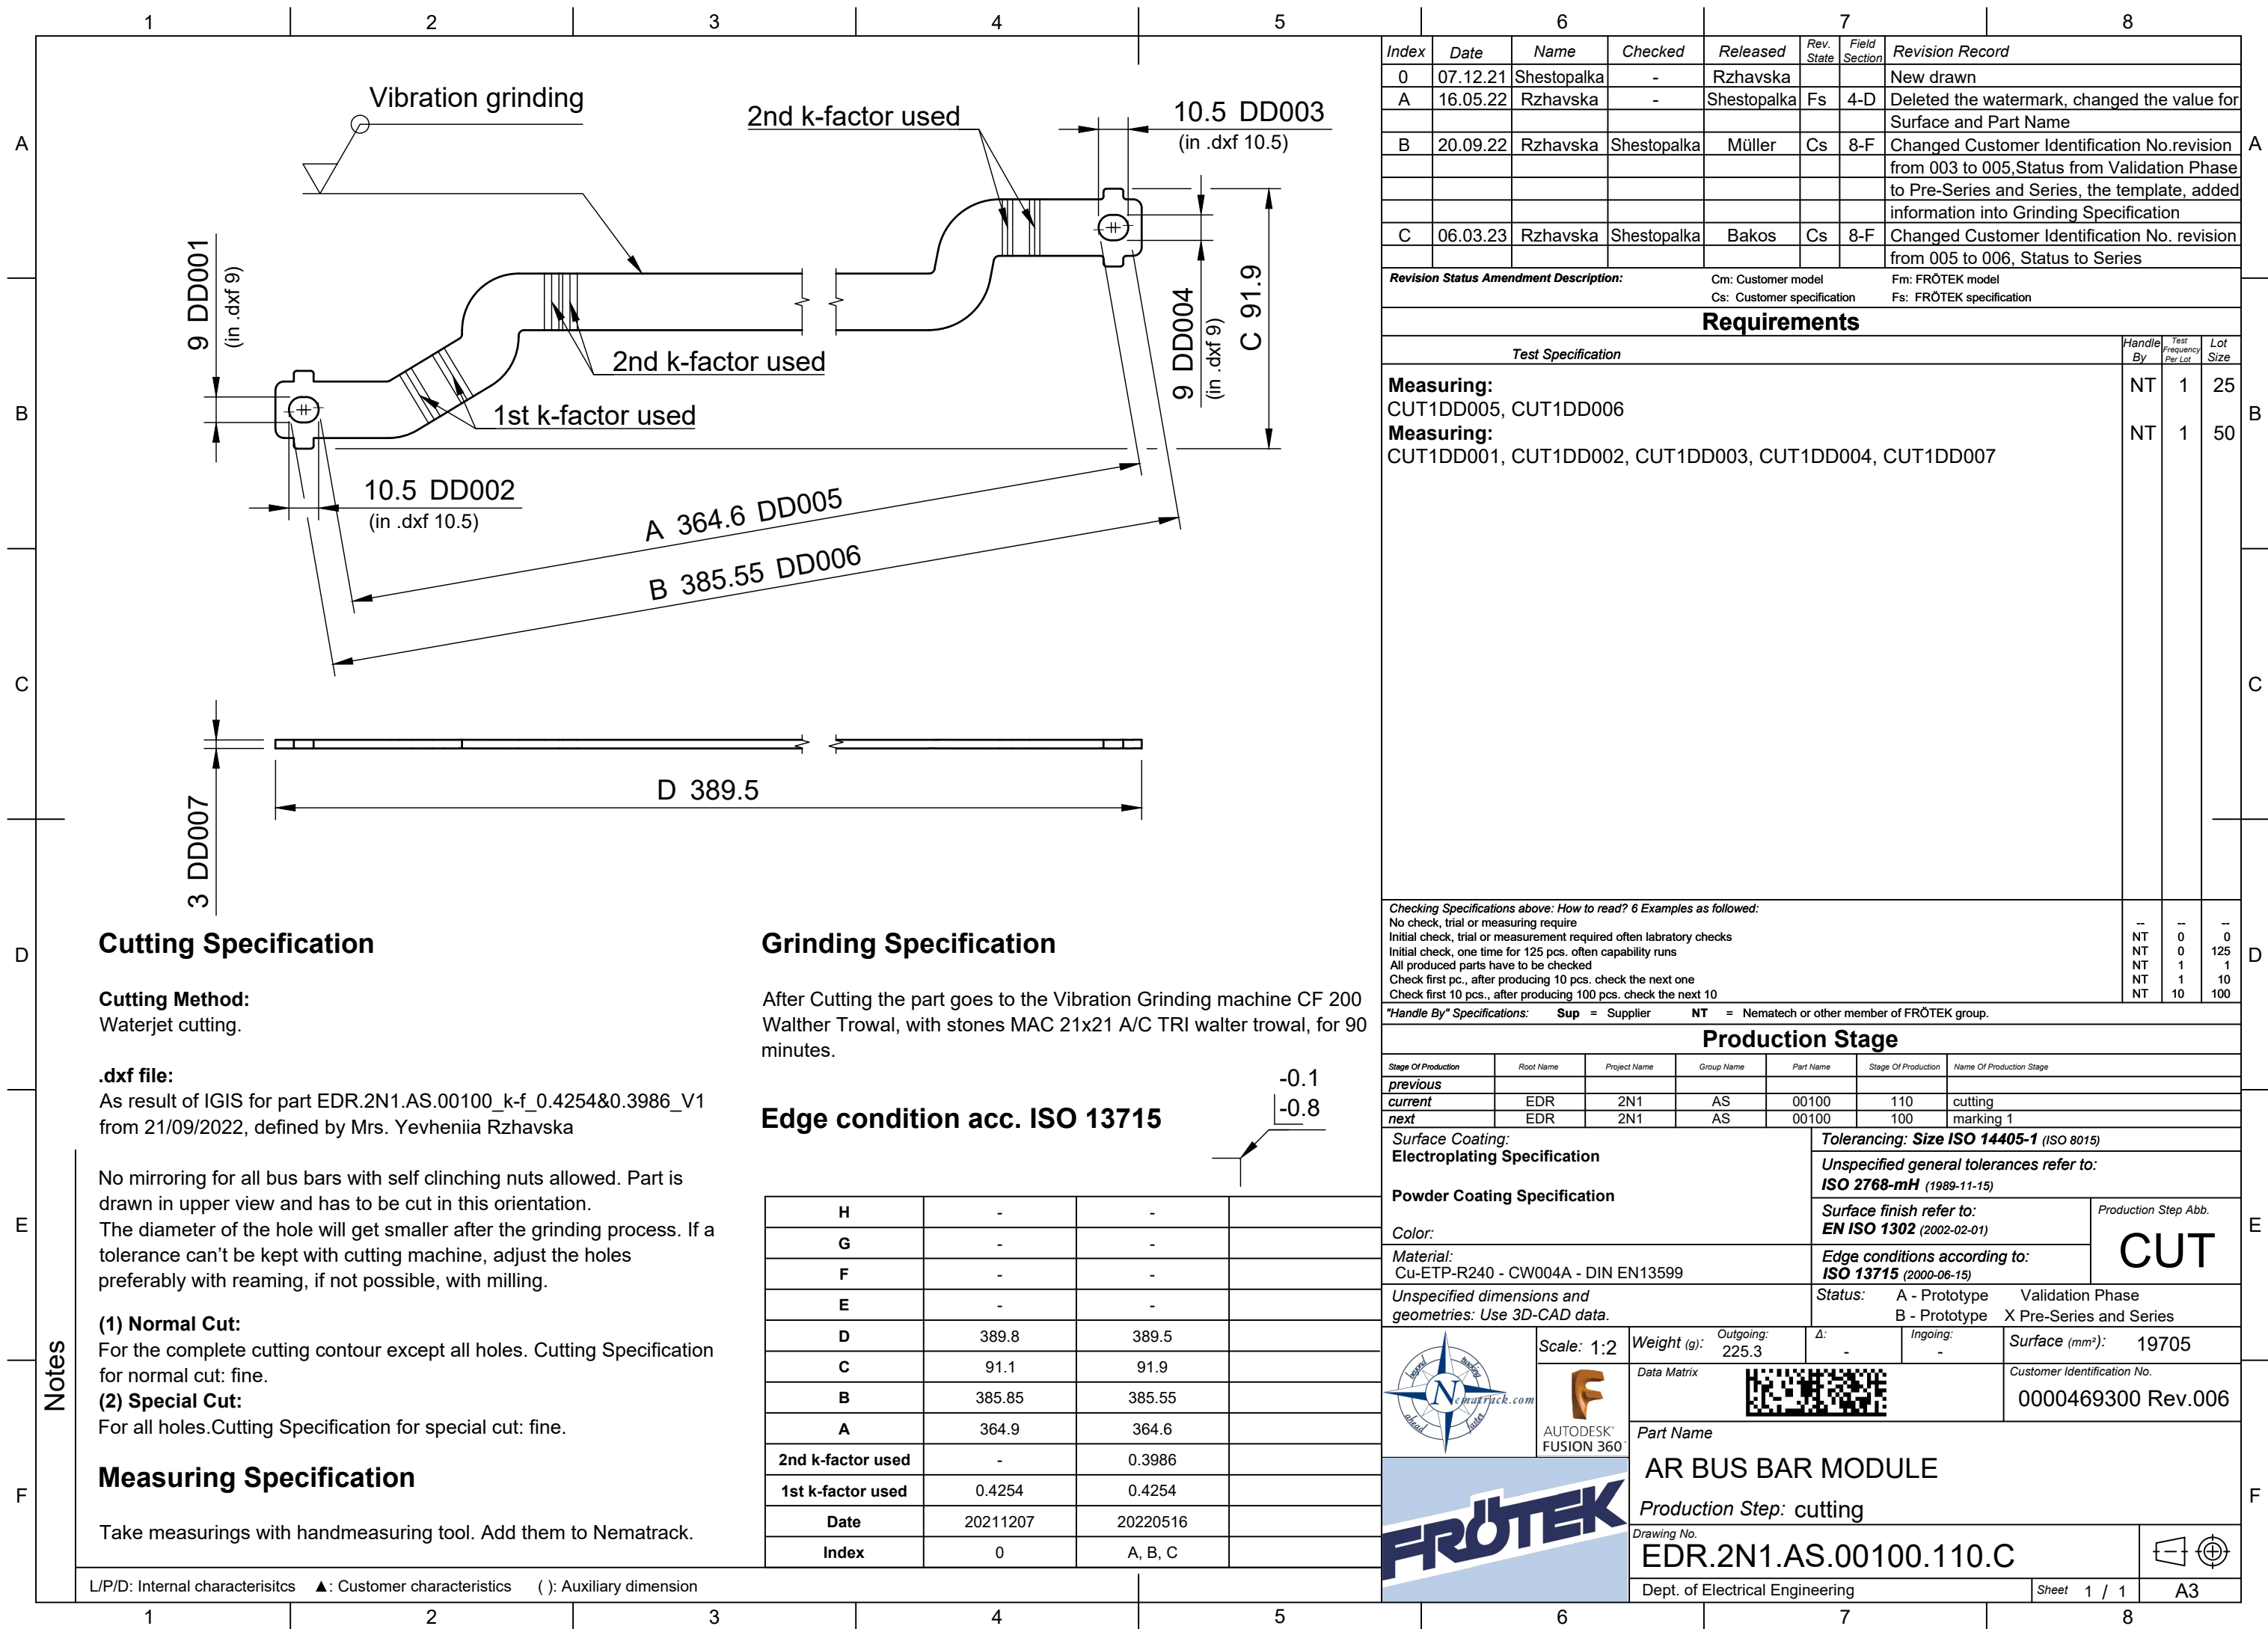 1 2 3 4 5 6 7 8
A
B
C
D
E
F
Vibration grinding
2nd k-factor used
10.5 DD003
(in .dxf 10.5)
9 DD001
(in .dxf 9)
9 DD004
(in .dxf 9)
C 91.9
2nd k-factor used
1st k-factor used
10.5 DD002
(in .dxf 10.5)
A 364.6 DD005
B 385.55 DD006
D 389.5
3 DD007
Cutting Specification
Cutting Method:
Waterjet cutting.
.dxf file:
As result of IGIS for part EDR.2N1.AS.00100_k-f_0.4254&0.3986_V1
from 21/09/2022, defined by Mrs. Yevheniia Rzhavska
No mirroring for all bus bars with self clinching nuts allowed. Part is
drawn in upper view and has to be cut in this orientation.
The diameter of the hole will get smaller after the grinding process. If a
tolerance can't be kept with cutting machine, adjust the holes
preferably with reaming, if not possible, with milling.
(1) Normal Cut:
For the complete cutting contour except all holes. Cutting Specification
for normal cut: fine.
(2) Special Cut:
For all holes.Cutting Specification for special cut: fine.
Measuring Specification
Take measurings with handmeasuring tool. Add them to Nematrack.
Notes
L/P/D: Internal characterisitcs ▲: Customer characteristics ( ): Auxiliary dimension
Grinding Specification
After Cutting the part goes to the Vibration Grinding machine CF 200
Walther Trowal, with stones MAC 21x21 A/C TRI walter trowal, for 90
minutes.
Edge condition acc. ISO 13715
-0.1
-0.8
H - -
G - -
F - -
E - -
D 389.8 389.5
C 91.1 91.9
B 385.85 385.55
A 364.9 364.6
2nd k-factor used - 0.3986
1st k-factor used 0.4254 0.4254
Date 20211207 20220516
Index 0 A, B, C
Index Date Name Checked Released Rev. State Field Section Revision Record
0 07.12.21 Shestopalka - Rzhavska New drawn
A 16.05.22 Rzhavska - Shestopalka Fs 4-D Deleted the watermark, changed the value for
Surface and Part Name
B 20.09.22 Rzhavska Shestopalka Müller Cs 8-F Changed Customer Identification No.revision
from 003 to 005,Status from Validation Phase
to Pre-Series and Series, the template, added
information into Grinding Specification
C 06.03.23 Rzhavska Shestopalka Bakos Cs 8-F Changed Customer Identification No. revision
from 005 to 006, Status to Series
Revision Status Amendment Description: Cm: Customer model Fm: FRÖTEK model
Cs: Customer specification Fs: FRÖTEK specification
Requirements
Test Specification Handle By Test Frequency Per Lot Lot Size
Measuring: NT 1 25
CUT1DD005, CUT1DD006
Measuring: NT 1 50
CUT1DD001, CUT1DD002, CUT1DD003, CUT1DD004, CUT1DD007
Checking Specifications above: How to read? 6 Examples as followed:
No check, trial or measuring require -- -- --
Initial check, trial or measurement required often labratory checks NT 0 0
Initial check, one time for 125 pcs. often capability runs NT 0 125
All produced parts have to be checked NT 1 1
Check first pc., after producing 10 pcs. check the next one NT 1 10
Check first 10 pcs., after producing 100 pcs. check the next 10 NT 10 100
"Handle By" Specifications: Sup = Supplier NT = Nematech or other member of FRÖTEK group.
Production Stage
Stage Of Production Root Name Project Name Group Name Part Name Stage Of Production Name Of Production Stage
previous
current EDR 2N1 AS 00100 110 cutting
next EDR 2N1 AS 00100 100 marking 1
Surface Coating:
Electroplating Specification
Powder Coating Specification
Color:
Material:
Cu-ETP-R240 - CW004A - DIN EN13599
Unspecified dimensions and
geometries: Use 3D-CAD data.
Tolerancing: Size ISO 14405-1 (ISO 8015)
Unspecified general tolerances refer to:
ISO 2768-mH (1989-11-15)
Surface finish refer to:
EN ISO 1302 (2002-02-01)
Edge conditions according to:
ISO 13715 (2000-06-15)
Production Step Abb.
CUT
Status: A - Prototype Validation Phase
B - Prototype X Pre-Series and Series
Scale: 1:2
Weight (g): Outgoing: 225.3 Δ: - Ingoing: -
Surface (mm²): 19705
beyond tracking
Nematrack.com
ahead faster
AUTODESK
FUSION 360
Data Matrix
Customer Identification No.
0000469300 Rev.006
Part Name
AR BUS BAR MODULE
Production Step: cutting
FRÖTEK
Drawing No.
EDR.2N1.AS.00100.110.C
Dept. of Electrical Engineering
Sheet 1 / 1
A3
A
B
C
D
E
F
1 2 3 4 5 6 7 8